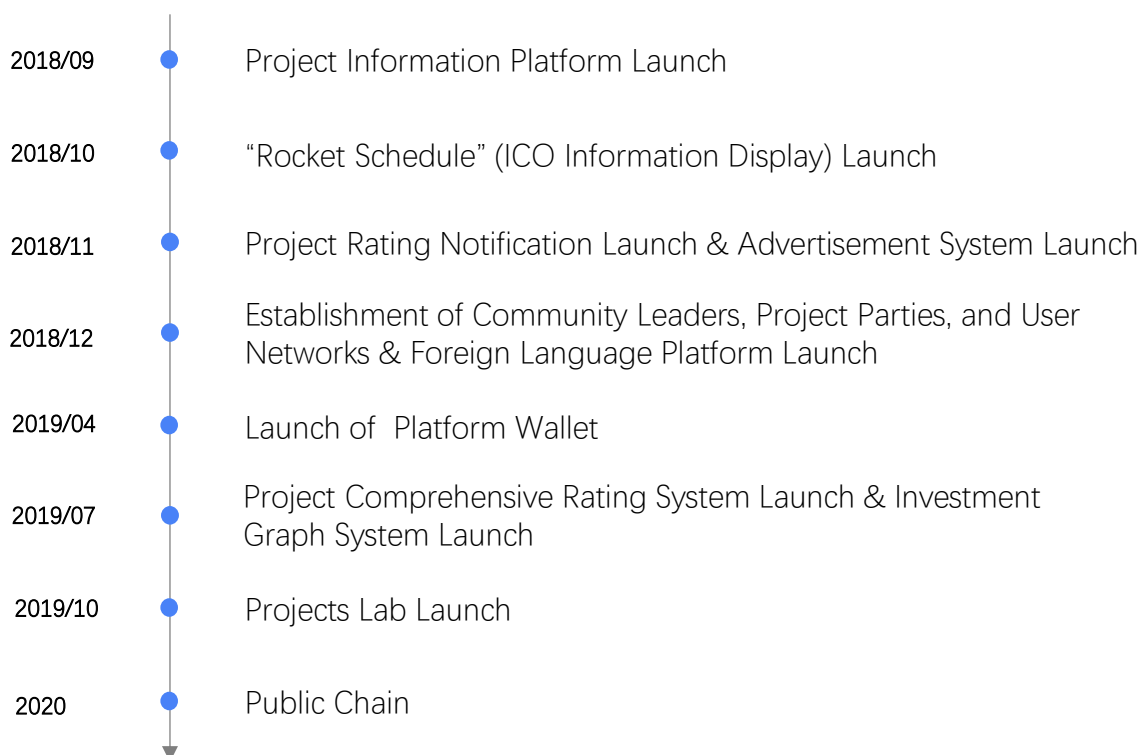 2018/09 Project Information Platform Launch
2018/10 “Rocket Schedule” (ICO Information Display) Launch
2018/11 Project Rating Notification Launch & Advertisement System Launch
2018/12 Establishment of Community Leaders, Project Parties, and User
Networks & Foreign Language Platform Launch
2019/04 Launch of  Platform Wallet
2019/07 Project Comprehensive Rating System Launch & Investment
Graph System Launch
2019/10 Projects Lab Launch
2020 Public Chain